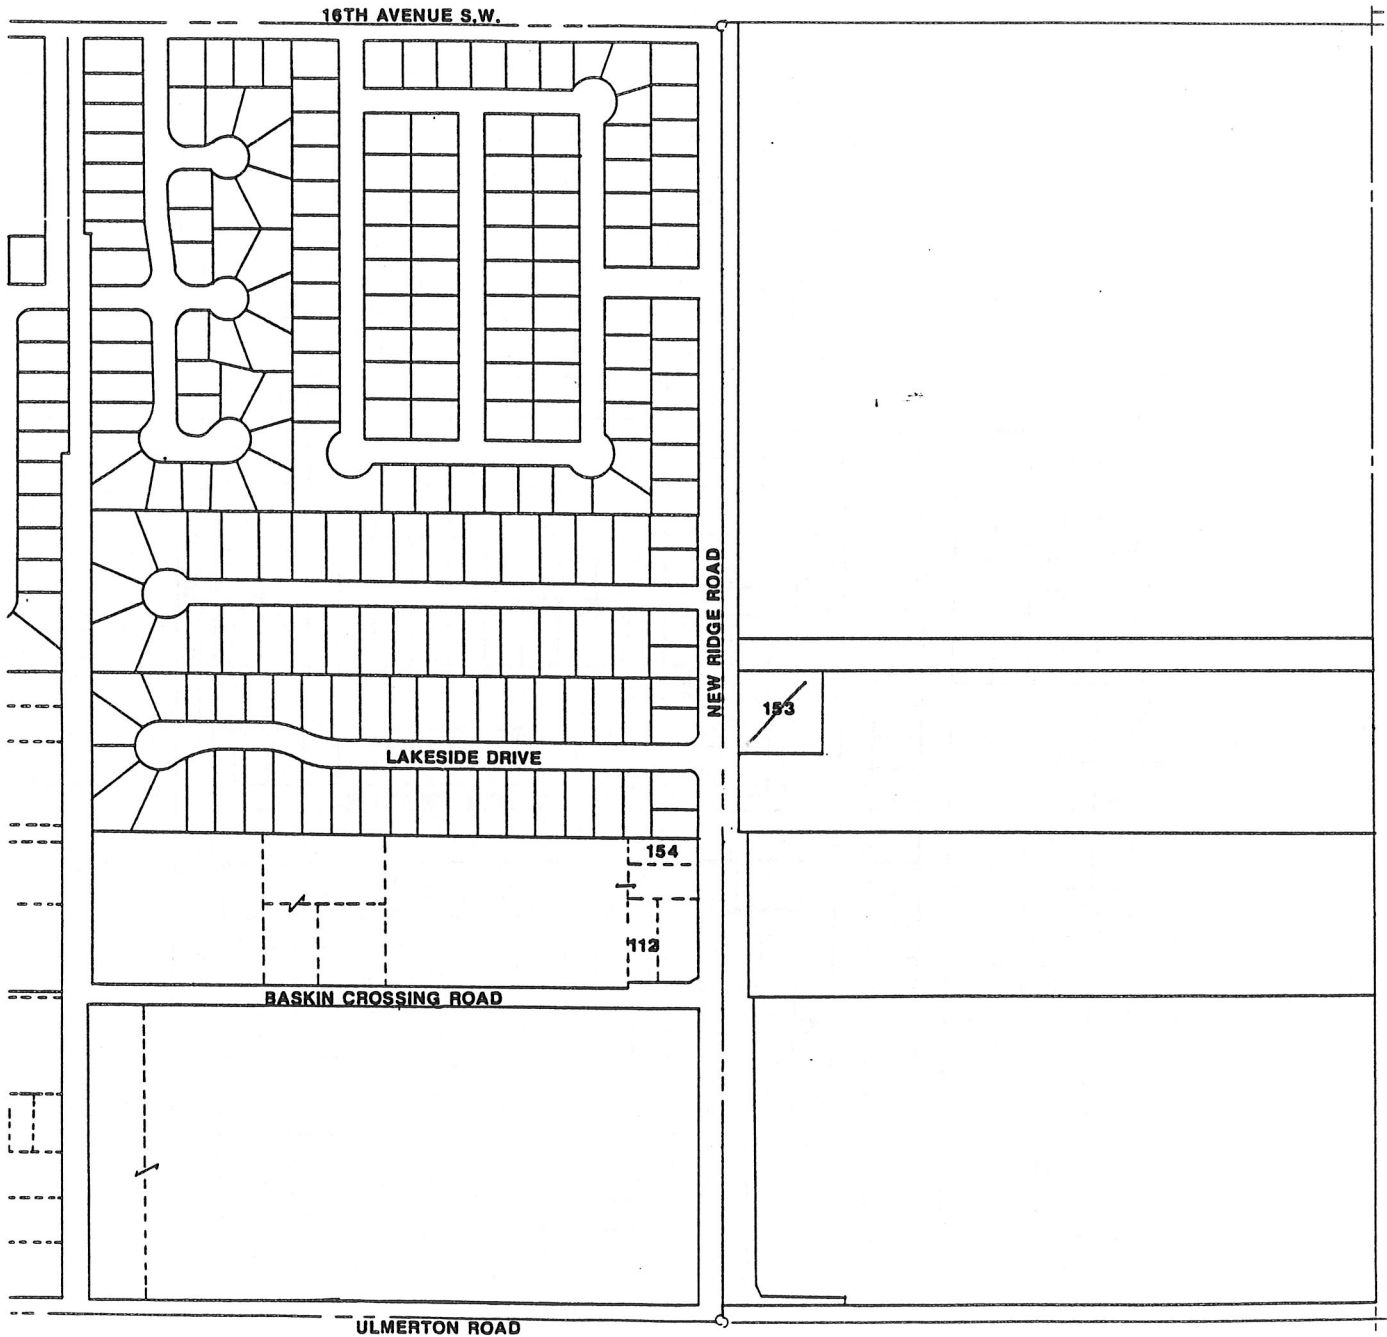 16TH AVENUE S.W.
NEW RIDGE ROAD
153
LAKESIDE DRIVE
154
112
BASKIN CROSSING ROAD
ULMERTON ROAD